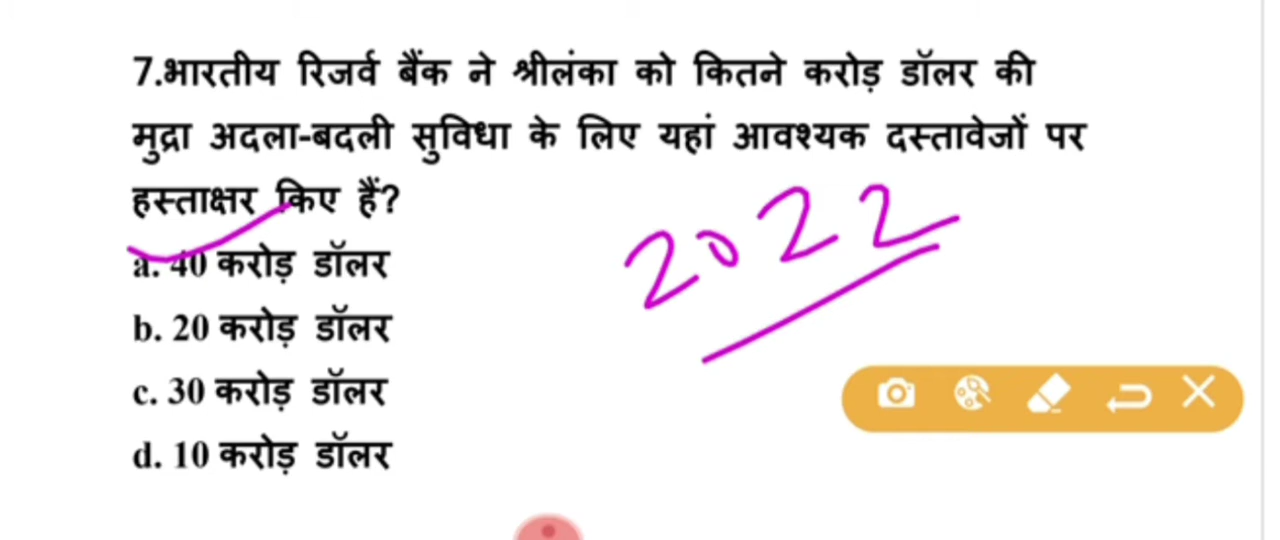 7.भारतीय रिजर्व बैंक ने श्रीलंका को कितने करोड़ डॉलर की
मुद्रा अदला-बदली सुविधा के लिए यहां आवश्यक दस्तावेजों पर
हस्ताक्षर किए हैं?
2022
a. 40 करोड़ डॉलर
b. 20 करोड़ डॉलर
c. 30 करोड़ डॉलर
d. 10 करोड़ डॉलर